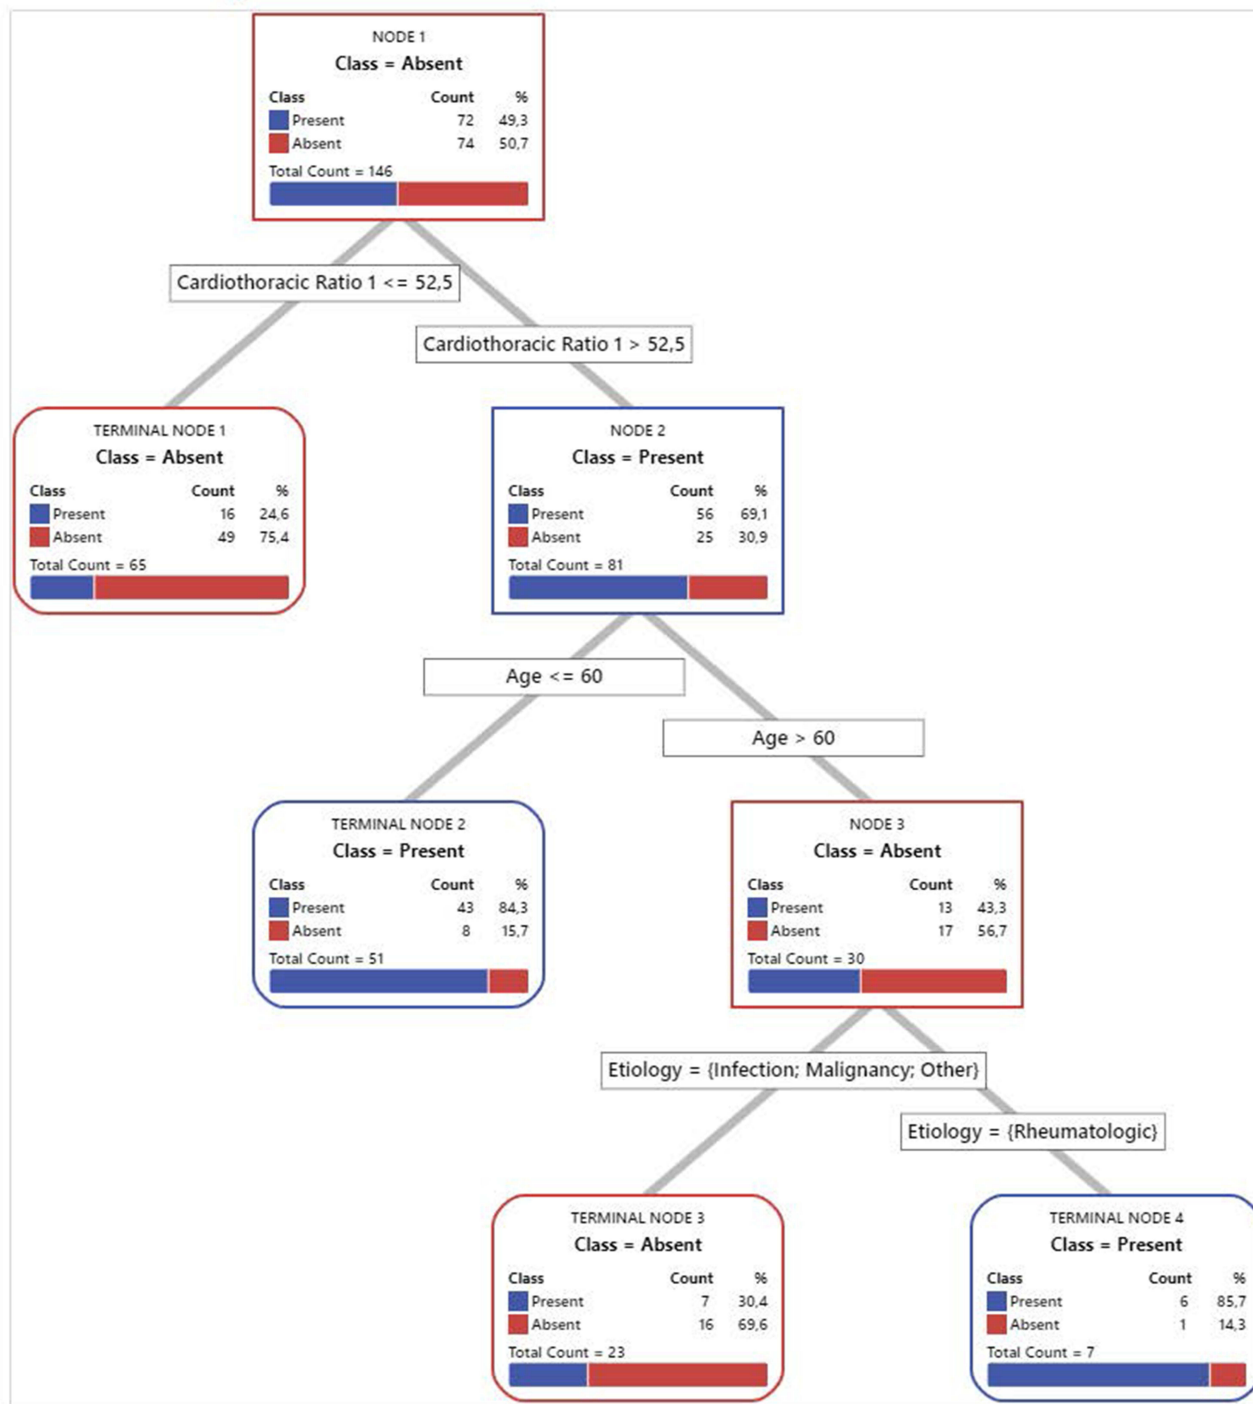 NODE 1
Class = Absent
Class Count %
Present 72 49,3
Absent 74 50,7
Total Count = 146
Cardiothoracic Ratio 1 <= 52,5
Cardiothoracic Ratio 1 > 52,5
TERMINAL NODE 1
Class = Absent
Class Count %
Present 16 24,6
Absent 49 75,4
Total Count = 65
NODE 2
Class = Present
Class Count %
Present 56 69,1
Absent 25 30,9
Total Count = 81
Age <= 60
Age > 60
TERMINAL NODE 2
Class = Present
Class Count %
Present 43 84,3
Absent 8 15,7
Total Count = 51
NODE 3
Class = Absent
Class Count %
Present 13 43,3
Absent 17 56,7
Total Count = 30
Etiology = {Infection; Malignancy; Other}
Etiology = {Rheumatologic}
TERMINAL NODE 3
Class = Absent
Class Count %
Present 7 30,4
Absent 16 69,6
Total Count = 23
TERMINAL NODE 4
Class = Present
Class Count %
Present 6 85,7
Absent 1 14,3
Total Count = 7